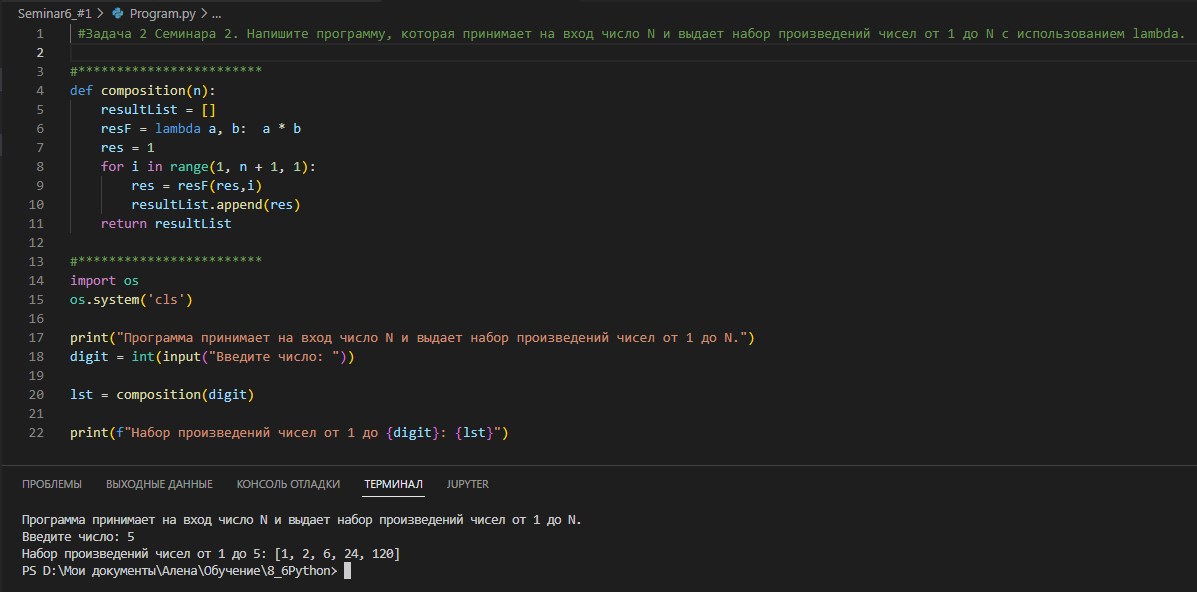 Seminar6_#1 > Program.py > ...
1 #Задача 2 Семинара 2. Напишите программу, которая принимает на вход число N и выдает набор произведений чисел от 1 до N с использованием lambda.
2
3 #************************
4 def composition(n):
5     resultList = []
6     resF = lambda a, b:  a * b
7     res = 1
8     for i in range(1, n + 1, 1):
9         res = resF(res,i)
10         resultList.append(res)
11     return resultList
12
13 #************************
14 import os
15 os.system('cls')
16
17 print("Программа принимает на вход число N и выдает набор произведений чисел от 1 до N.")
18 digit = int(input("Введите число: "))
19
20 lst = composition(digit)
21
22 print(f"Набор произведений чисел от 1 до {digit}: {lst}")
ПРОБЛЕМЫ ВЫХОДНЫЕ ДАННЫЕ КОНСОЛЬ ОТЛАДКИ ТЕРМИНАЛ JUPYTER
Программа принимает на вход число N и выдает набор произведений чисел от 1 до N.
Введите число: 5
Набор произведений чисел от 1 до 5: [1, 2, 6, 24, 120]
PS D:\Мои документы\Алена\Обучение\8_6Python>